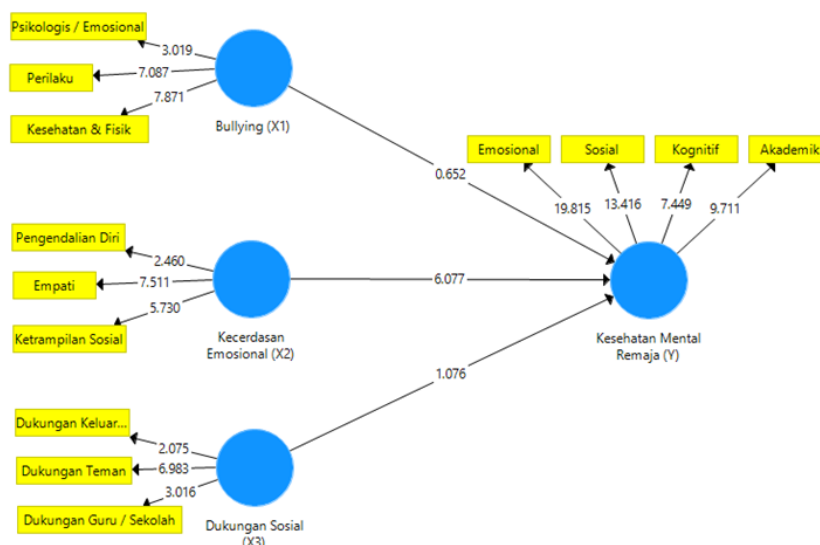 Psikologis / Emosional
3.019
Perilaku
7.087
Kesehatan & Fisik
7.871
Bullying (X1)
0.652
Emosional
Sosial
Kognitif
Akademik
19.815
13.416
7.449
9.711
Pengendalian Diri
2.460
Empati
7.511
Ketrampilan Sosial
5.730
Kecerdasan
Emosional (X2)
6.077
Kesehatan Mental
Remaja (Y)
1.076
Dukungan Keluar...
2.075
Dukungan Teman
6.983
Dukungan Guru / Sekolah
3.016
Dukungan Sosial
(X3)